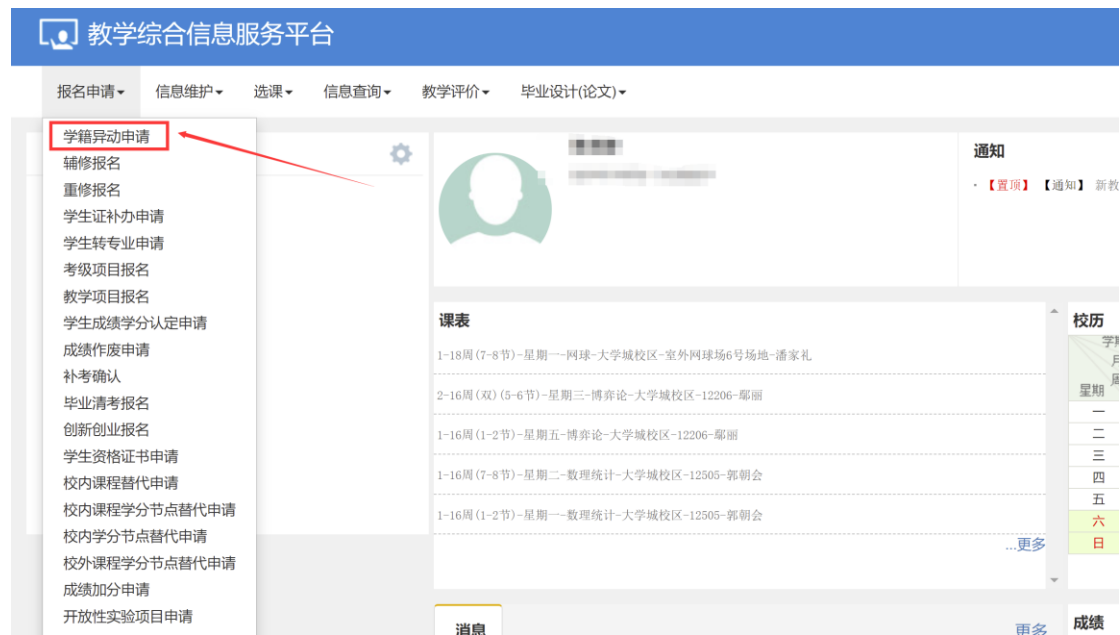 教学综合信息服务平台
报名申请 信息维护 选课 信息查询 教学评价 毕业设计(论文)
学籍异动申请
辅修报名
重修报名
学生证补办申请
学生转专业申请
考级项目报名
教学项目报名
学生成绩学分认定申请
成绩作废申请
补考确认
毕业清考报名
创新创业报名
学生资格证书申请
校内课程替代申请
校内课程学分节点替代申请
校内学分节点替代申请
校外课程学分节点替代申请
成绩加分申请
开放性实验项目申请
通知
·【置顶】【通知】新教
课表
1-18周(7-8节)-星期一-网球-大学城校区-室外网球场6号场地-潘家礼
2-16周(双)(5-6节)-星期三-博弈论-大学城校区-12206-鄢丽
1-16周(1-2节)-星期五-博弈论-大学城校区-12206-鄢丽
1-16周(7-8节)-星期二-数理统计-大学城校区-12505-郭朝会
1-16周(1-2节)-星期一-数理统计-大学城校区-12505-郭朝会
...更多
校历
学
月
周
星期
一
二
三
四
五
六
日
消息
更多
成绩